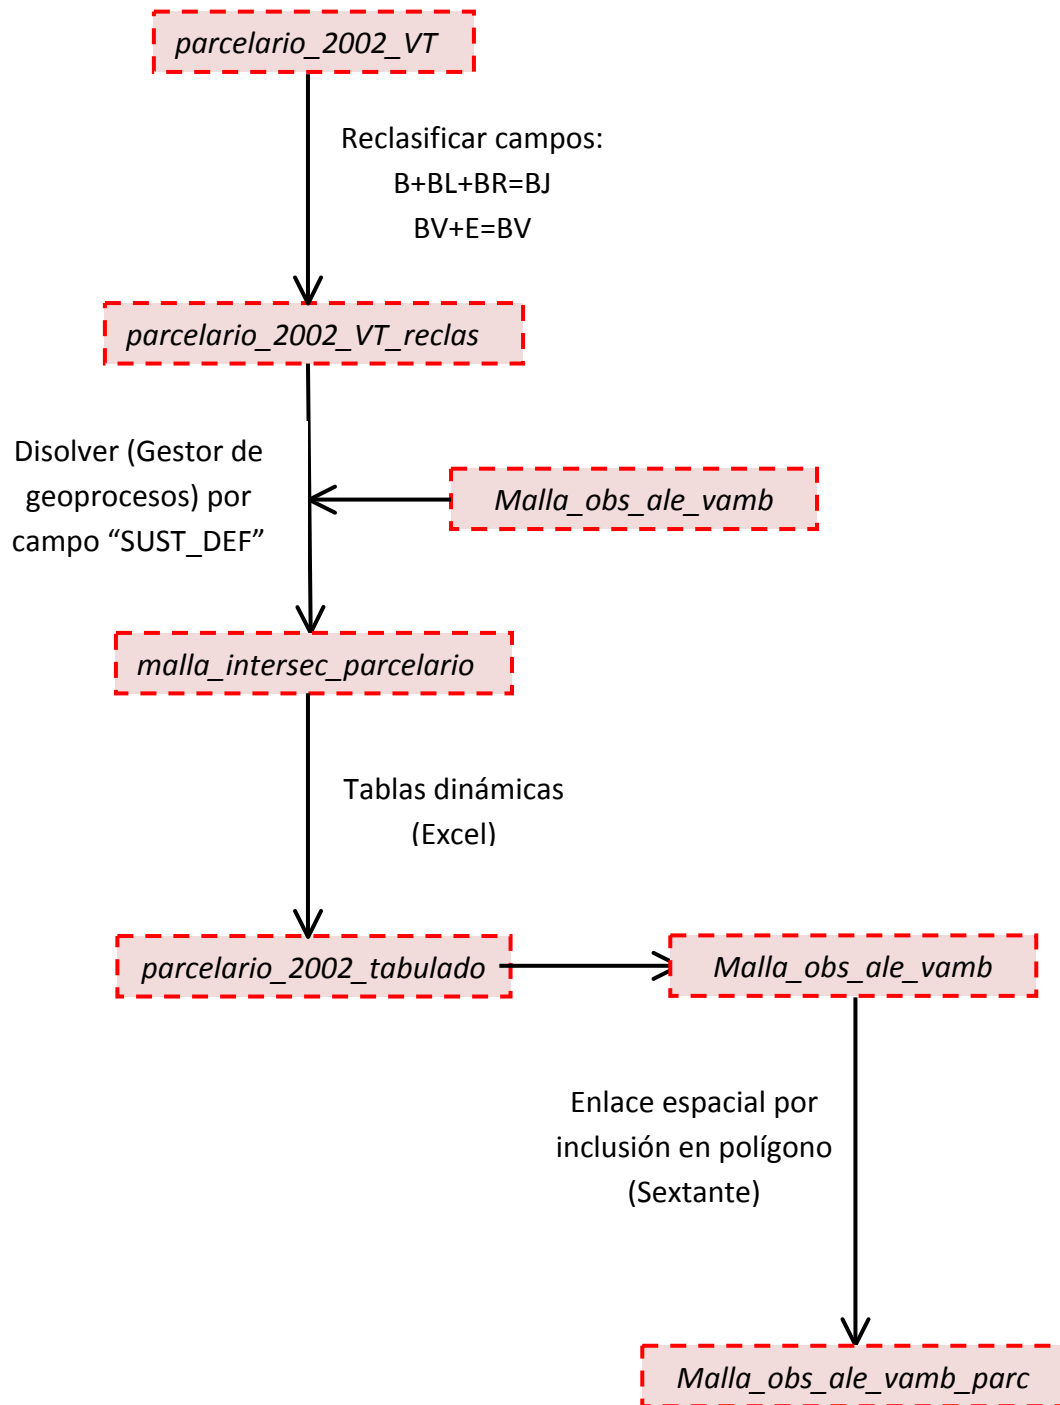 parcelario_2002_VT
Reclasificar campos:
B+BL+BR=BJ
BV+E=BV
parcelario_2002_VT_reclas
Disolver (Gestor de
geoprocesos) por
campo “SUST_DEF”
Malla_obs_ale_vamb
malla_intersec_parcelario
Tablas dinámicas
(Excel)
parcelario_2002_tabulado
Malla_obs_ale_vamb
Enlace espacial por
inclusión en polígono
(Sextante)
Malla_obs_ale_vamb_parc